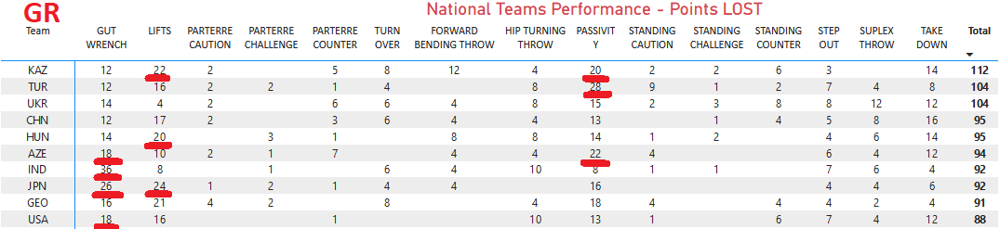 GR National Teams Performance - Points LOST
Team GUT LIFTS PARTERRE PARTERRE PARTERRE TURN FORWARD HIP TURNING PASSIVIT STANDING STANDING STANDING STEP SUPLEX TAKE Total
WRENCH CAUTION CHALLENGE COUNTER OVER BENDING THROW THROW Y CAUTION CHALLENGE COUNTER OUT THROW DOWN
KAZ 12 22 2 5 8 12 4 20 2 2 6 3 14 112
TUR 12 16 2 2 1 4 8 28 9 1 2 7 4 8 104
UKR 14 4 2 6 6 4 8 15 2 3 8 8 12 12 104
CHN 12 17 2 3 6 4 4 13 1 4 5 8 16 95
HUN 14 20 3 1 8 8 14 1 2 4 6 14 95
AZE 18 10 2 1 7 4 4 22 4 6 4 12 94
IND 36 8 1 6 4 10 8 1 1 7 6 4 92
JPN 26 24 1 2 1 4 4 16 4 4 6 92
GEO 16 21 4 2 8 4 18 4 4 4 2 4 91
USA 18 16 1 10 13 1 6 7 4 12 88